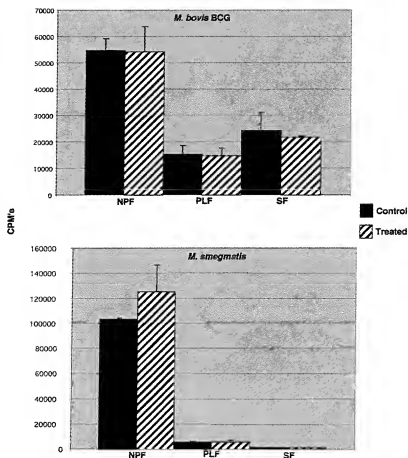 M. bovis BCG
70000
60000
50000
40000
30000
20000
10000
0
NPF PLF SF
CPM's
Control
Treated
M. smegmatis
160000
140000
120000
100000
80000
60000
40000
20000
0
NPF PLF SF